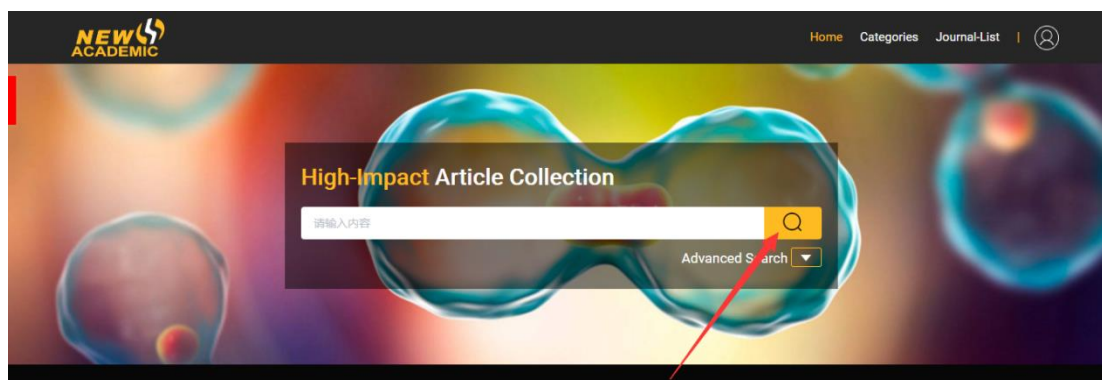 NEW
ACADEMIC
Home Categories Journal-List |
High-Impact Article Collection
请输入内容
Advanced Search